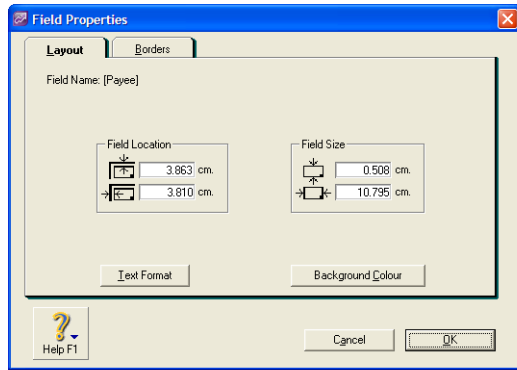 Field Properties
Layout
Borders
Field Name: [Payee]
Field Location
3.863 cm.
3.810 cm.
Field Size
0.508 cm.
10.795 cm.
Text Format
Background Colour
Help F1
Cancel
OK